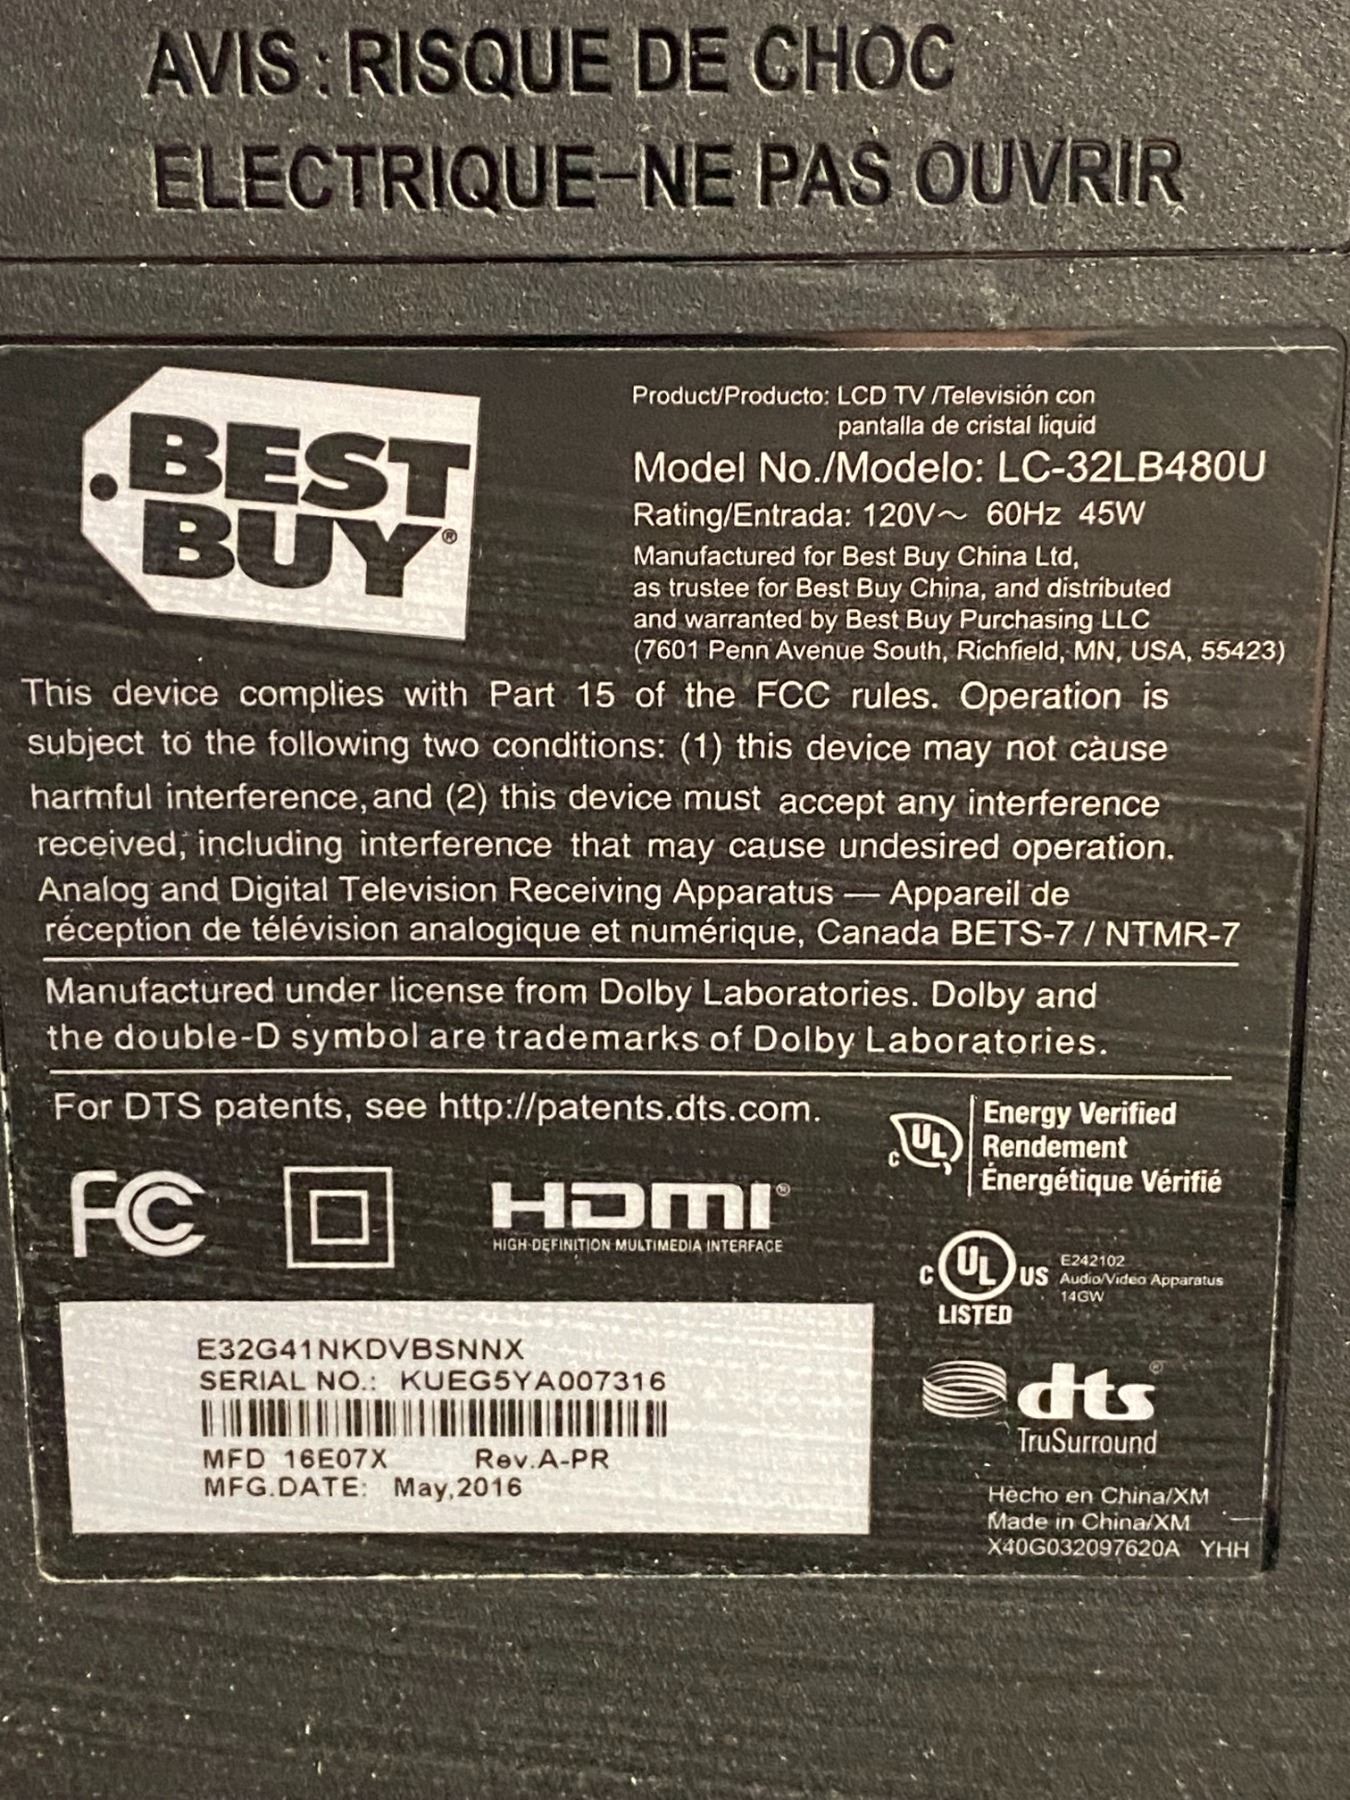 AVIS : RISQUE DE CHOC
ELECTRIQUE-NE PAS OUVRIR
BEST
BUY®
Product/Producto: LCD TV /Televisión con
pantalla de cristal liquid
Model No./Modelo: LC-32LB480U
Rating/Entrada: 120V~ 60Hz 45W
Manufactured for Best Buy China Ltd,
as trustee for Best Buy China, and distributed
and warranted by Best Buy Purchasing LLC
(7601 Penn Avenue South, Richfield, MN, USA, 55423)
This device complies with Part 15 of the FCC rules. Operation is
subject to the following two conditions: (1) this device may not cause
harmful interference, and (2) this device must accept any interference
received, including interference that may cause undesired operation.
Analog and Digital Television Receiving Apparatus — Appareil de
réception de télévision analogique et numérique, Canada BETS-7 / NTMR-7
Manufactured under license from Dolby Laboratories. Dolby and
the double-D symbol are trademarks of Dolby Laboratories.
For DTS patents, see http://patents.dts.com.
C UL
Energy Verified
Rendement
Énergétique Vérifié
FC
HDMI®
HIGH-DEFINITION MULTIMEDIA INTERFACE
C UL US
LISTED
E242102
Audio/Video Apparatus
14GW
E32G41NKDVBSNNX
SERIAL NO.: KUEG5YA007316
MFD 16E07X Rev.A-PR
MFG.DATE: May,2016
dts®
TruSurround
Hecho en China/XM
Made in China/XM
X40G032097620A YHH